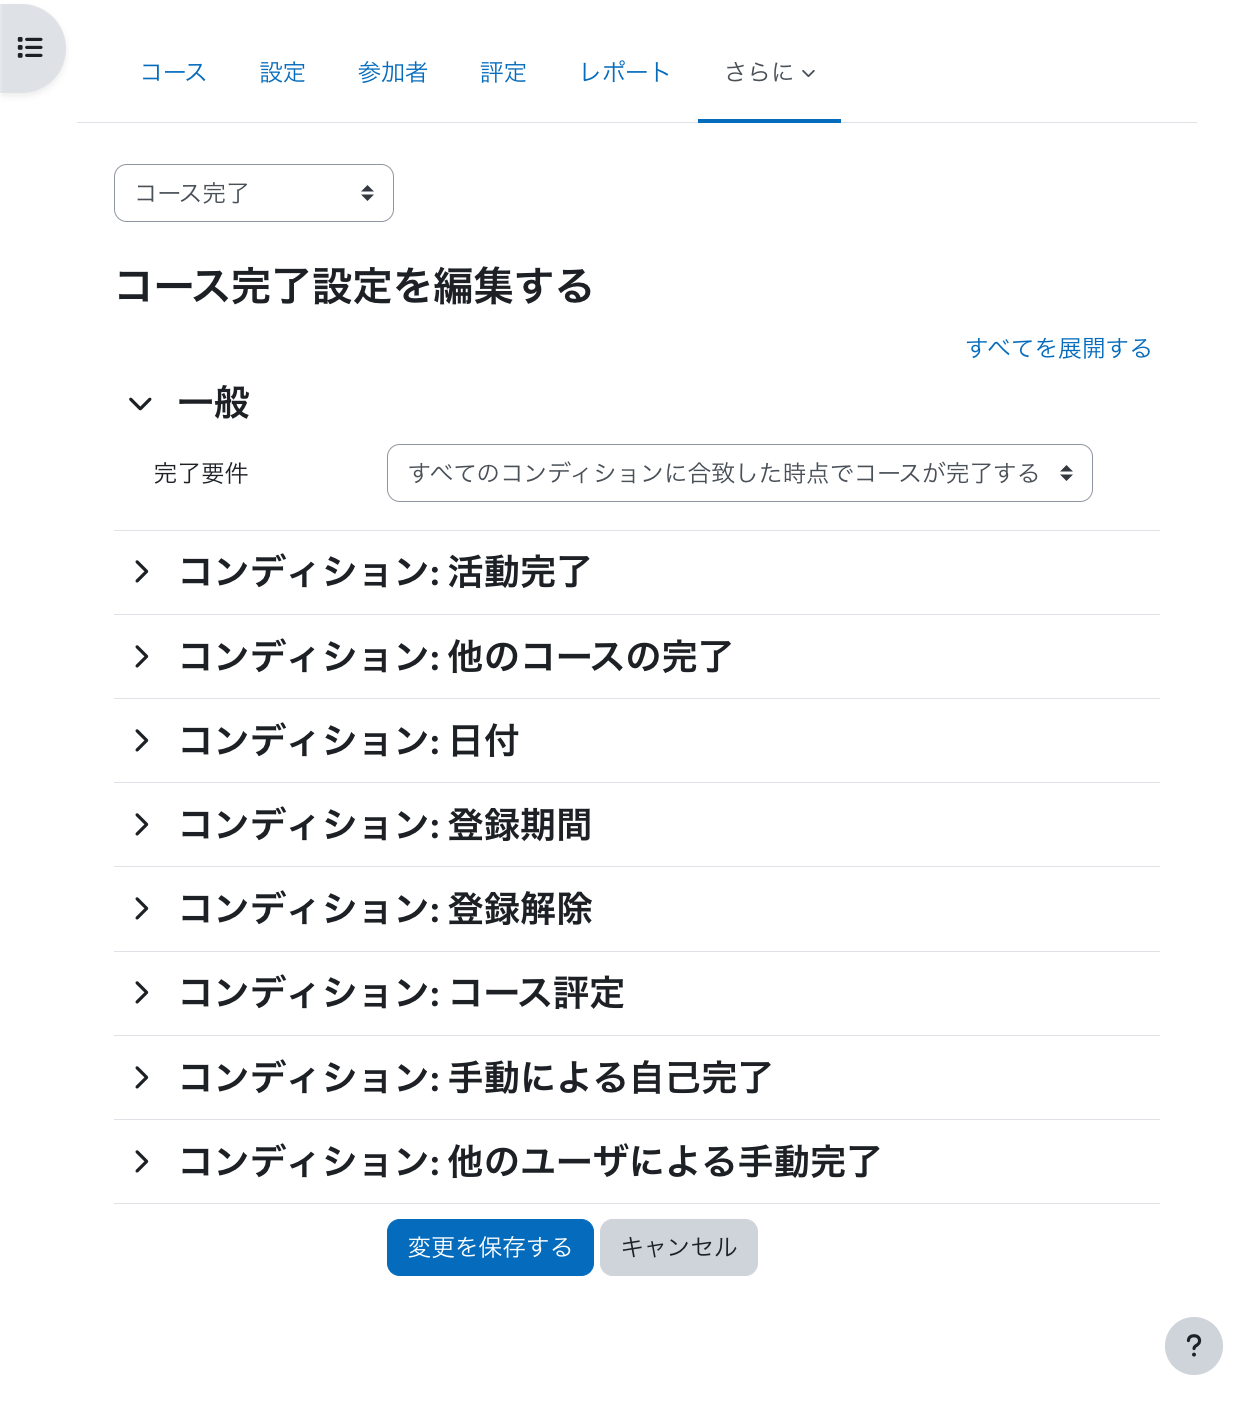 コース 設定 参加者 評定 レポート さらに
コース完了
コース完了設定を編集する
すべてを展開する
一般
完了要件 すべてのコンディションに合致した時点でコースが完了する
コンディション: 活動完了
コンディション: 他のコースの完了
コンディション: 日付
コンディション: 登録期間
コンディション: 登録解除
コンディション: コース評定
コンディション: 手動による自己完了
コンディション: 他のユーザによる手動完了
変更を保存する キャンセル
?